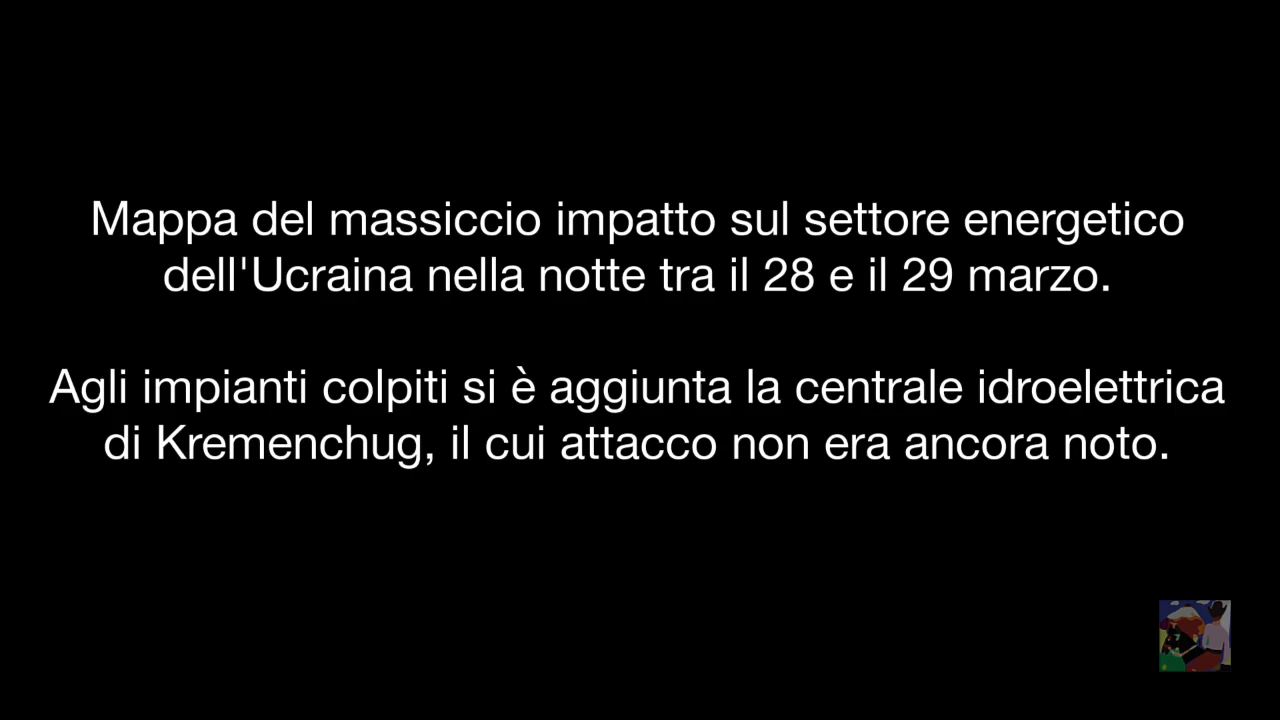 Mappa del massiccio impatto sul settore energetico
dell'Ucraina nella notte tra il 28 e il 29 marzo.
Agli impianti colpiti si è aggiunta la centrale idroelettrica
di Kremenchug, il cui attacco non era ancora noto.